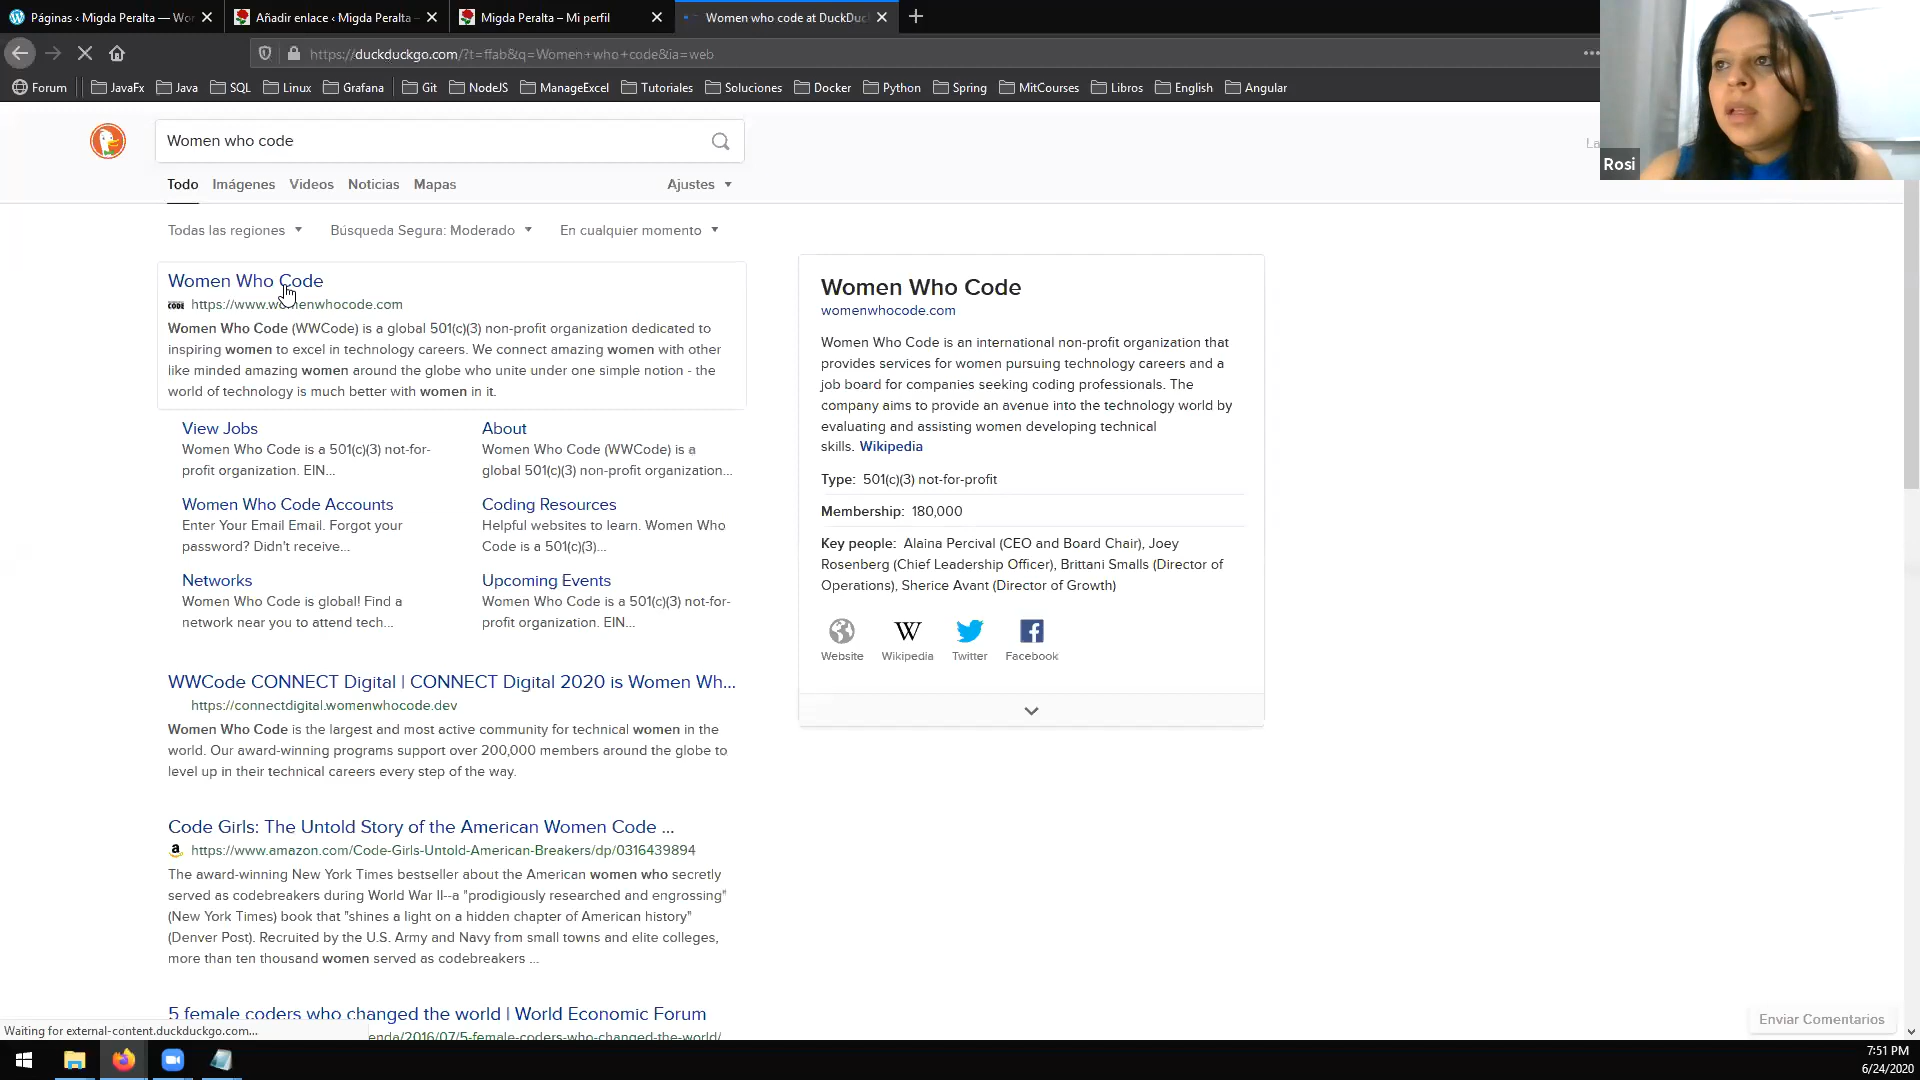 Páginas ‹ Migda Peralta — Wor
Añadir enlace ‹ Migda Peralta –
Migda Peralta – Mi perfil
Women who code at DuckDuc
https://duckduckgo.com/?t=ffab&q=Women+who+code&ia=web
Forum
JavaFx
Java
SQL
Linux
Grafana
Git
NodeJS
ManageExcel
Tutoriales
Soluciones
Docker
Python
Spring
MitCourses
Libros
English
Angular
Women who code
La
Rosi
Todo
Imágenes
Videos
Noticias
Mapas
Ajustes
Todas las regiones
Búsqueda Segura: Moderado
En cualquier momento
Women Who Code
CODE https://www.womenwhocode.com
Women Who Code (WWCode) is a global 501(c)(3) non-profit organization dedicated to
inspiring women to excel in technology careers. We connect amazing women with other
like minded amazing women around the globe who unite under one simple notion - the
world of technology is much better with women in it.
View Jobs
Women Who Code is a 501(c)(3) not-for-
profit organization. EIN...
About
Women Who Code (WWCode) is a
global 501(c)(3) non-profit organization...
Women Who Code Accounts
Enter Your Email Email. Forgot your
password? Didn't receive...
Coding Resources
Helpful websites to learn. Women Who
Code is a 501(c)(3)...
Networks
Women Who Code is global! Find a
network near you to attend tech...
Upcoming Events
Women Who Code is a 501(c)(3) not-for-
profit organization. EIN...
WWCode CONNECT Digital | CONNECT Digital 2020 is Women Wh...
https://connectdigital.womenwhocode.dev
Women Who Code is the largest and most active community for technical women in the
world. Our award-winning programs support over 200,000 members around the globe to
level up in their technical careers every step of the way.
Code Girls: The Untold Story of the American Women Code ...
a https://www.amazon.com/Code-Girls-Untold-American-Breakers/dp/0316439894
The award-winning New York Times bestseller about the American women who secretly
served as codebreakers during World War II--a "prodigiously researched and engrossing"
(New York Times) book that "shines a light on a hidden chapter of American history"
(Denver Post). Recruited by the U.S. Army and Navy from small towns and elite colleges,
more than ten thousand women served as codebreakers ...
5 female coders who changed the world | World Economic Forum
enda/2016/07/5-female-coders-who-changed-the-world/
Women Who Code
womenwhocode.com
Women Who Code is an international non-profit organization that
provides services for women pursuing technology careers and a
job board for companies seeking coding professionals. The
company aims to provide an avenue into the technology world by
evaluating and assisting women developing technical
skills. Wikipedia
Type: 501(c)(3) not-for-profit
Membership: 180,000
Key people: Alaina Percival (CEO and Board Chair), Joey
Rosenberg (Chief Leadership Officer), Brittani Smalls (Director of
Operations), Sherice Avant (Director of Growth)
W
Website
Wikipedia
Twitter
Facebook
Enviar Comentarios
Waiting for external-content.duckduckgo.com...
7:51 PM
6/24/2020